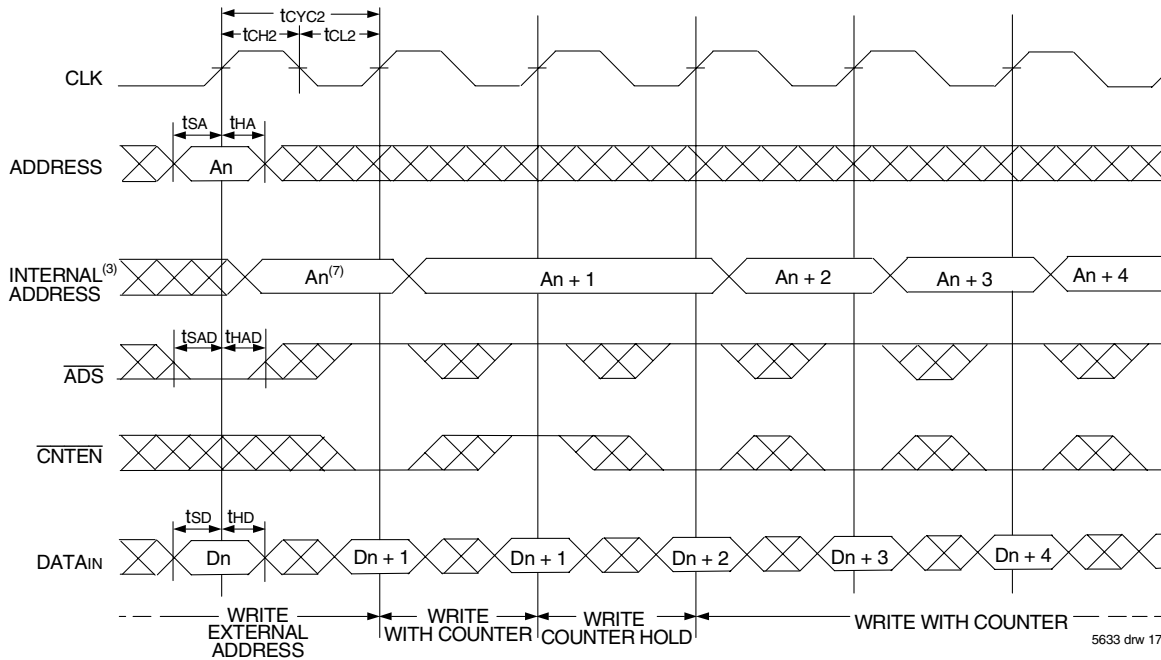 tCYC2
tCH2 tCL2
CLK
tSA tHA
ADDRESS An
INTERNAL(3) ADDRESS An(7) An + 1 An + 2 An + 3 An + 4
tSAD tHAD
ADS
CNTEN
tSD tHD
DATAIN Dn Dn + 1 Dn + 1 Dn + 2 Dn + 3 Dn + 4
WRITE EXTERNAL ADDRESS
WRITE WITH COUNTER
WRITE COUNTER HOLD
WRITE WITH COUNTER
5633 drw 17